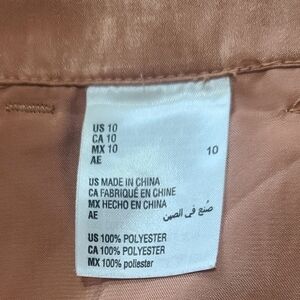 US 10
CA 10
MX 10
AE 10
US MADE IN CHINA
CA FABRIQUÉ EN CHINE
MX HECHO EN CHINA
AE صنع في الصين
US 100% POLYESTER
CA 100% POLYESTER
MX 100% poliester